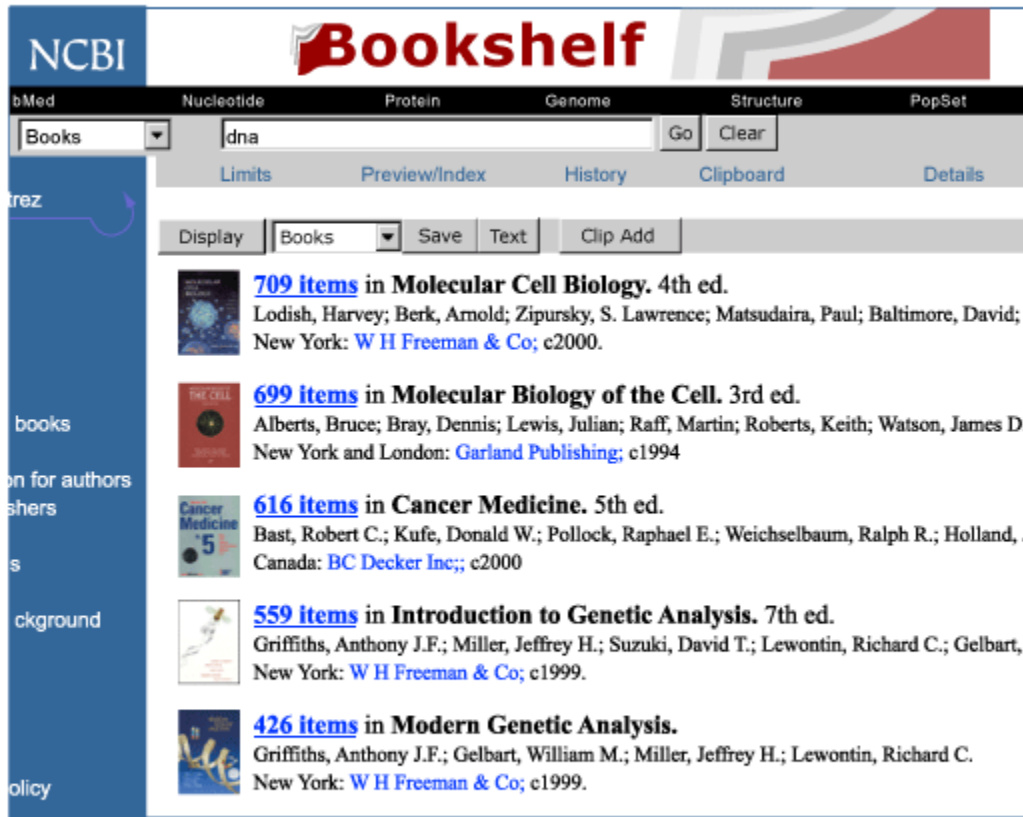 NCBI
Bookshelf
bMed Nucleotide Protein Genome Structure PopSet
Books dna Go Clear
Limits Preview/Index History Clipboard Details
trez
Display Books Save Text Clip Add
709 items in Molecular Cell Biology. 4th ed.
Lodish, Harvey; Berk, Arnold; Zipursky, S. Lawrence; Matsudaira, Paul; Baltimore, David;
New York: W H Freeman & Co; c2000.
THE CELL
699 items in Molecular Biology of the Cell. 3rd ed.
Alberts, Bruce; Bray, Dennis; Lewis, Julian; Raff, Martin; Roberts, Keith; Watson, James D
New York and London: Garland Publishing; c1994
books
on for authors
shers
Cancer
Medicine
5
616 items in Cancer Medicine. 5th ed.
Bast, Robert C.; Kufe, Donald W.; Pollock, Raphael E.; Weichselbaum, Ralph R.; Holland,
Canada: BC Decker Inc;; c2000
s
559 items in Introduction to Genetic Analysis. 7th ed.
ckground
Griffiths, Anthony J.F.; Miller, Jeffrey H.; Suzuki, David T.; Lewontin, Richard C.; Gelbart,
New York: W H Freeman & Co; c1999.
426 items in Modern Genetic Analysis.
Griffiths, Anthony J.F.; Gelbart, William M.; Miller, Jeffrey H.; Lewontin, Richard C.
New York: W H Freeman & Co; c1999.
olicy